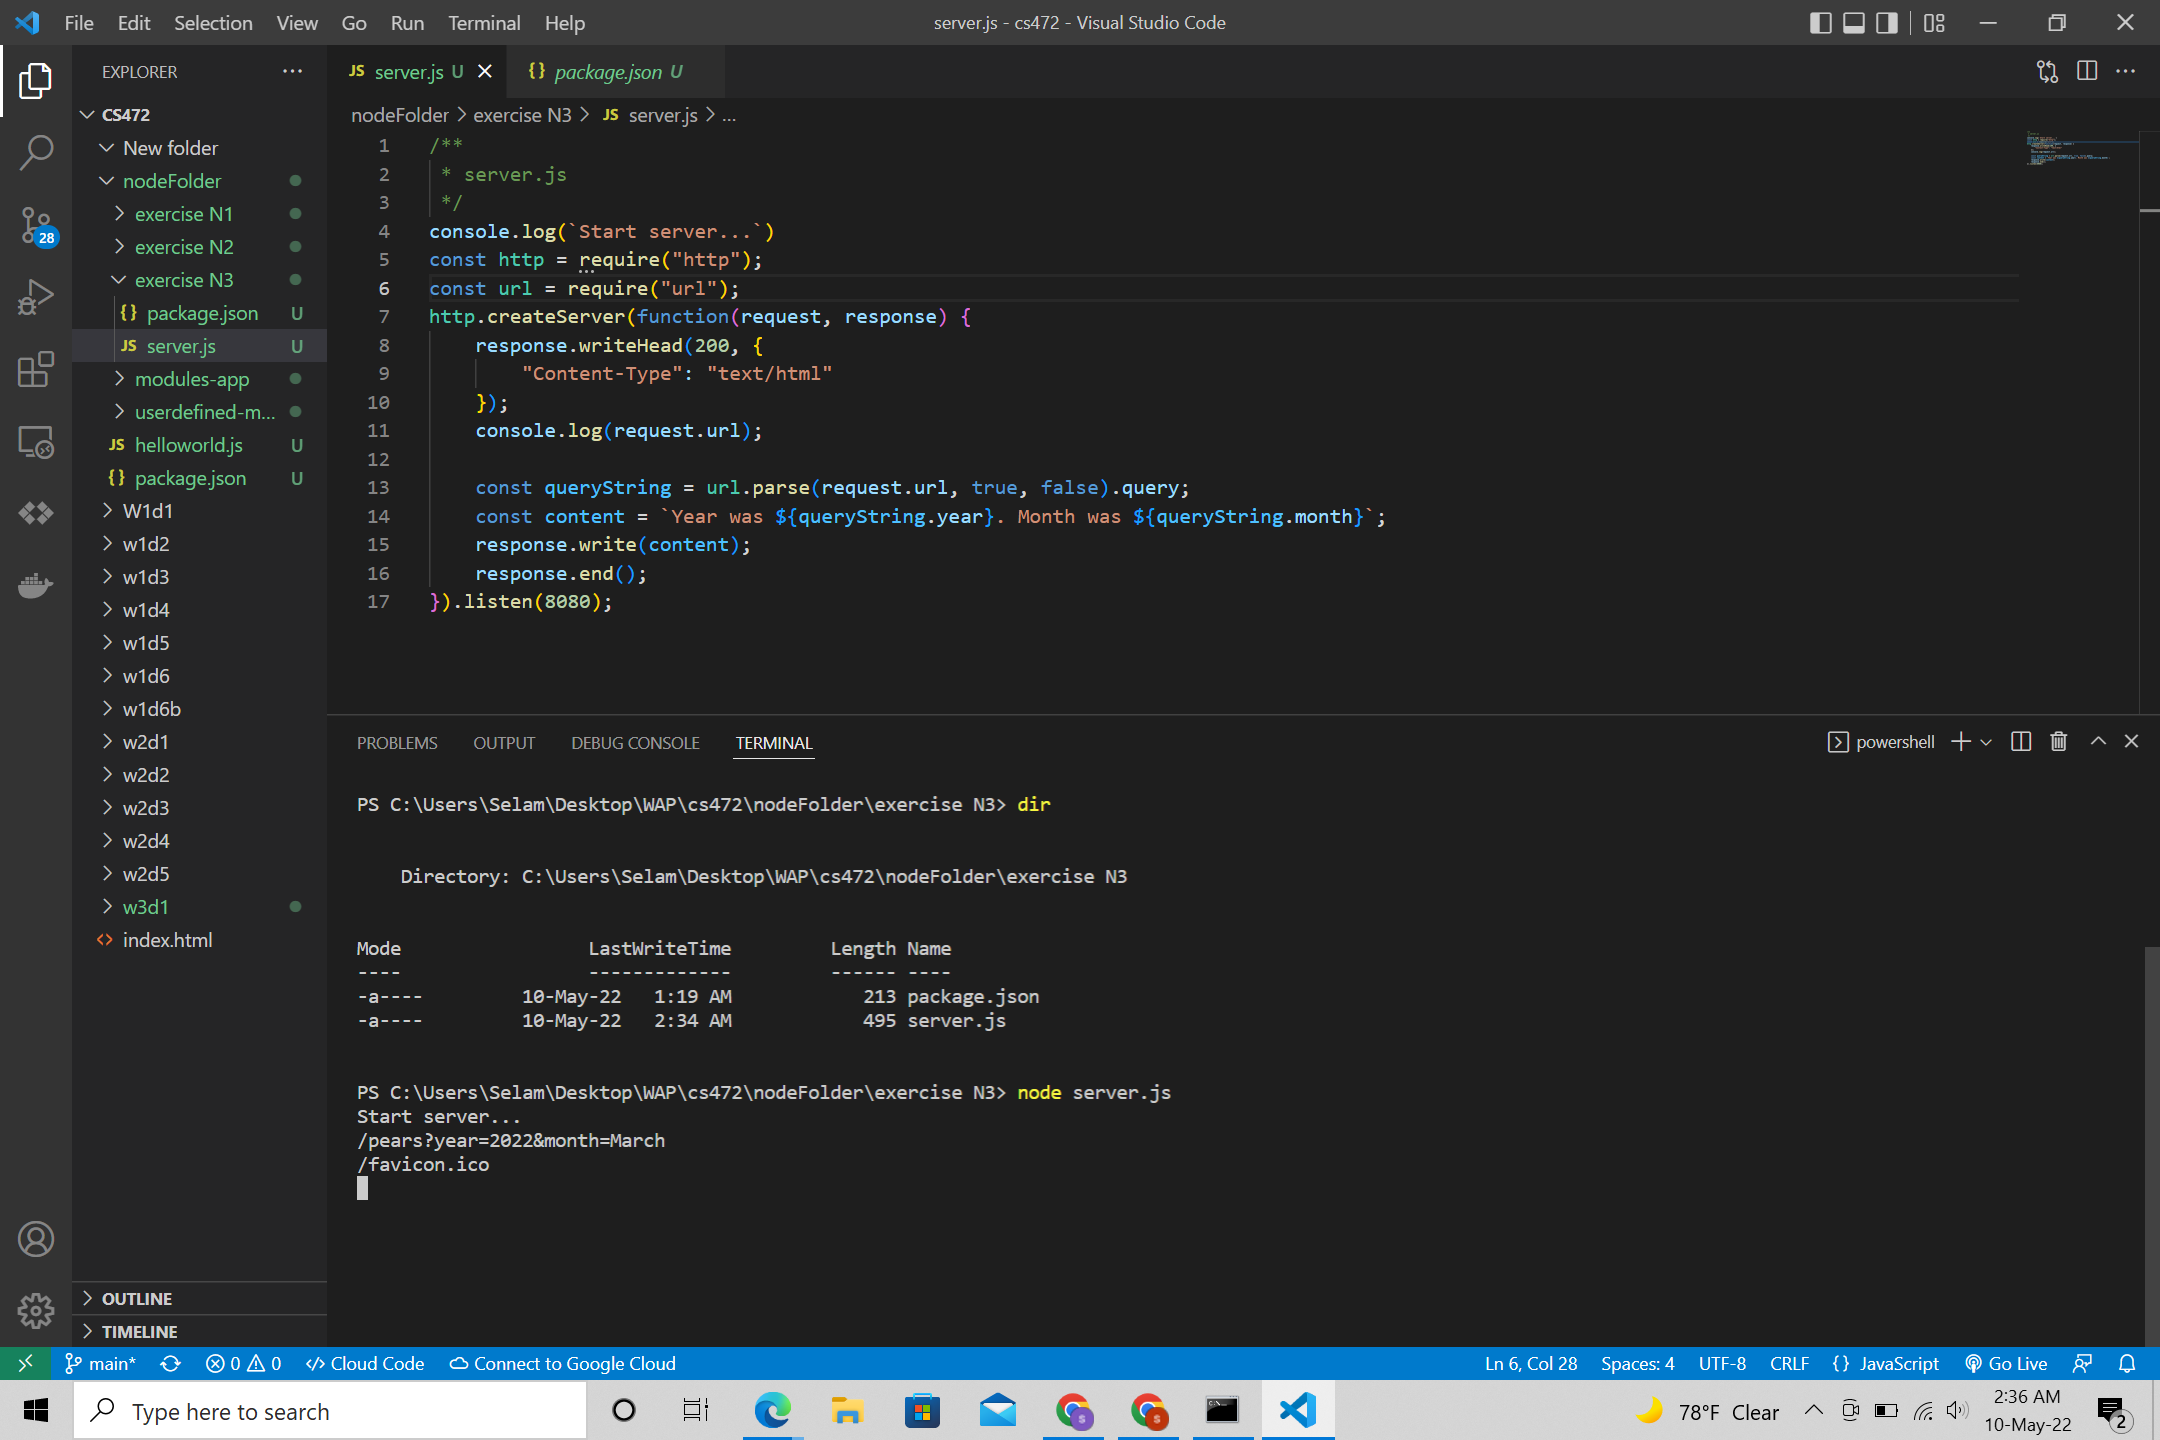 File Edit Selection View Go Run Terminal Help
server.js - cs472 - Visual Studio Code
EXPLORER
CS472
New folder
nodeFolder
exercise N1
exercise N2
exercise N3
{} package.json U
JS server.js U
modules-app
userdefined-m...
JS helloworld.js U
{} package.json U
W1d1
w1d2
w1d3
w1d4
w1d5
w1d6
w1d6b
w2d1
w2d2
w2d3
w2d4
w2d5
w3d1
<> index.html
OUTLINE
TIMELINE
28
JS server.js U
{} package.json U
nodeFolder > exercise N3 > JS server.js > ...
1 /**
2 * server.js
3 */
4 console.log(`Start server...`)
5 const http = require("http");
6 const url = require("url");
7 http.createServer(function(request, response) {
8 response.writeHead(200, {
9 "Content-Type": "text/html"
10 });
11 console.log(request.url);
12
13 const queryString = url.parse(request.url, true, false).query;
14 const content = `Year was ${queryString.year}. Month was ${queryString.month}`;
15 response.write(content);
16 response.end();
17 }).listen(8080);
PROBLEMS OUTPUT DEBUG CONSOLE TERMINAL
powershell
PS C:\Users\Selam\Desktop\WAP\cs472\nodeFolder\exercise N3> dir
Directory: C:\Users\Selam\Desktop\WAP\cs472\nodeFolder\exercise N3
Mode LastWriteTime Length Name
---- ------------- ------ ----
-a---- 10-May-22 1:19 AM 213 package.json
-a---- 10-May-22 2:34 AM 495 server.js
PS C:\Users\Selam\Desktop\WAP\cs472\nodeFolder\exercise N3> node server.js
Start server...
/pears?year=2022&month=March
/favicon.ico
main* 0 0 Cloud Code Connect to Google Cloud
Ln 6, Col 28 Spaces: 4 UTF-8 CRLF {} JavaScript Go Live
Type here to search
78°F Clear
2:36 AM
10-May-22
2